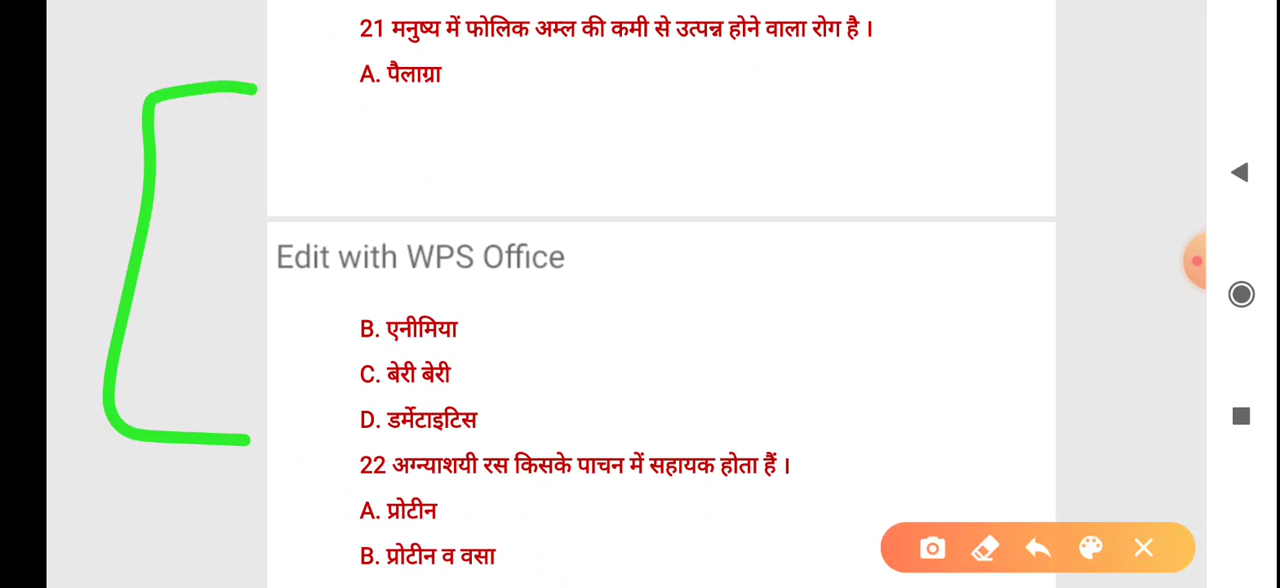 21 मनुष्य में फोलिक अम्ल की कमी से उत्पन्न होने वाला रोग है ।
A. पैलाग्रा
Edit with WPS Office
B. एनीमिया
C. बेरी बेरी
D. डर्मेटाइटिस
22 अग्न्याशयी रस किसके पाचन में सहायक होता हैं ।
A. प्रोटीन
B. प्रोटीन व वसा